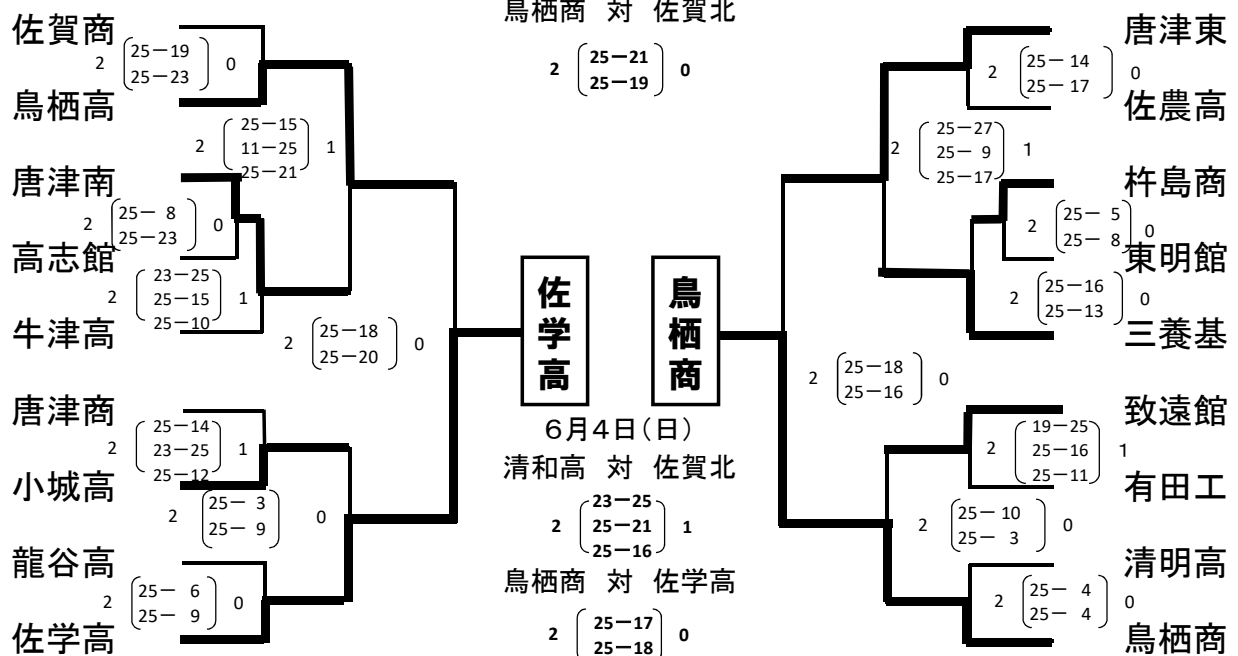 佐賀商
2 25-19 0
25-23
鳥栖高
2 25-15 1
11-25
25-21
唐津南
2 25- 8 0
25-23
高志館
2 23-25 1
25-15
25-10
牛津高
2 25-18 0
25-20
唐津商
2 25-14 1
23-25
25-12
小城高
2 25- 3 0
25- 9
龍谷高
2 25- 6 0
25- 9
佐学高
鳥栖商 対 佐賀北
2 25-21 0
25-19
佐学高
鳥栖商
6月4日(日)
清和高 対 佐賀北
2 23-25 1
25-21
25-16
鳥栖商 対 佐学高
2 25-17 0
25-18
唐津東
2 25- 14 0
25- 17
佐農高
2 25-27 1
25- 9
25-17
杵島商
2 25- 5 0
25- 8
東明館
2 25-16 0
25-13
三養基
2 25-18 0
25-16
致遠館
2 19-25 1
25-16
25-11
有田工
2 25- 10 0
25- 3
清明高
2 25- 4 0
25- 4
鳥栖商